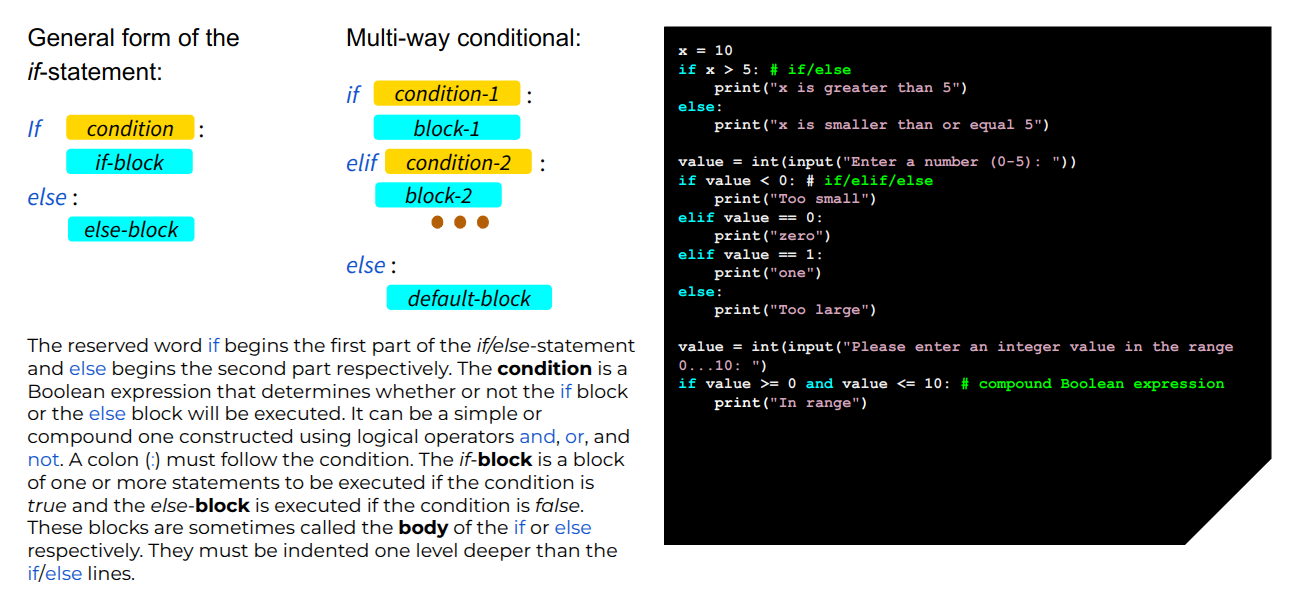 General form of the
if-statement:
If condition :
if-block
else :
else-block
Multi-way conditional:
if condition-1 :
block-1
elif condition-2 :
block-2
else :
default-block
The reserved word if begins the first part of the if/else-statement
and else begins the second part respectively. The condition is a
Boolean expression that determines whether or not the if block
or the else block will be executed. It can be a simple or
compound one constructed using logical operators and, or, and
not. A colon (:) must follow the condition. The if-block is a block
of one or more statements to be executed if the condition is
true and the else-block is executed if the condition is false.
These blocks are sometimes called the body of the if or else
respectively. They must be indented one level deeper than the
if/else lines.
x = 10
if x > 5: # if/else
    print("x is greater than 5")
else:
    print("x is smaller than or equal 5")
value = int(input("Enter a number (0-5): "))
if value < 0: # if/elif/else
    print("Too small")
elif value == 0:
    print("zero")
elif value == 1:
    print("one")
else:
    print("Too large")
value = int(input("Please enter an integer value in the range
0...10: ")
if value >= 0 and value <= 10: # compound Boolean expression
    print("In range")